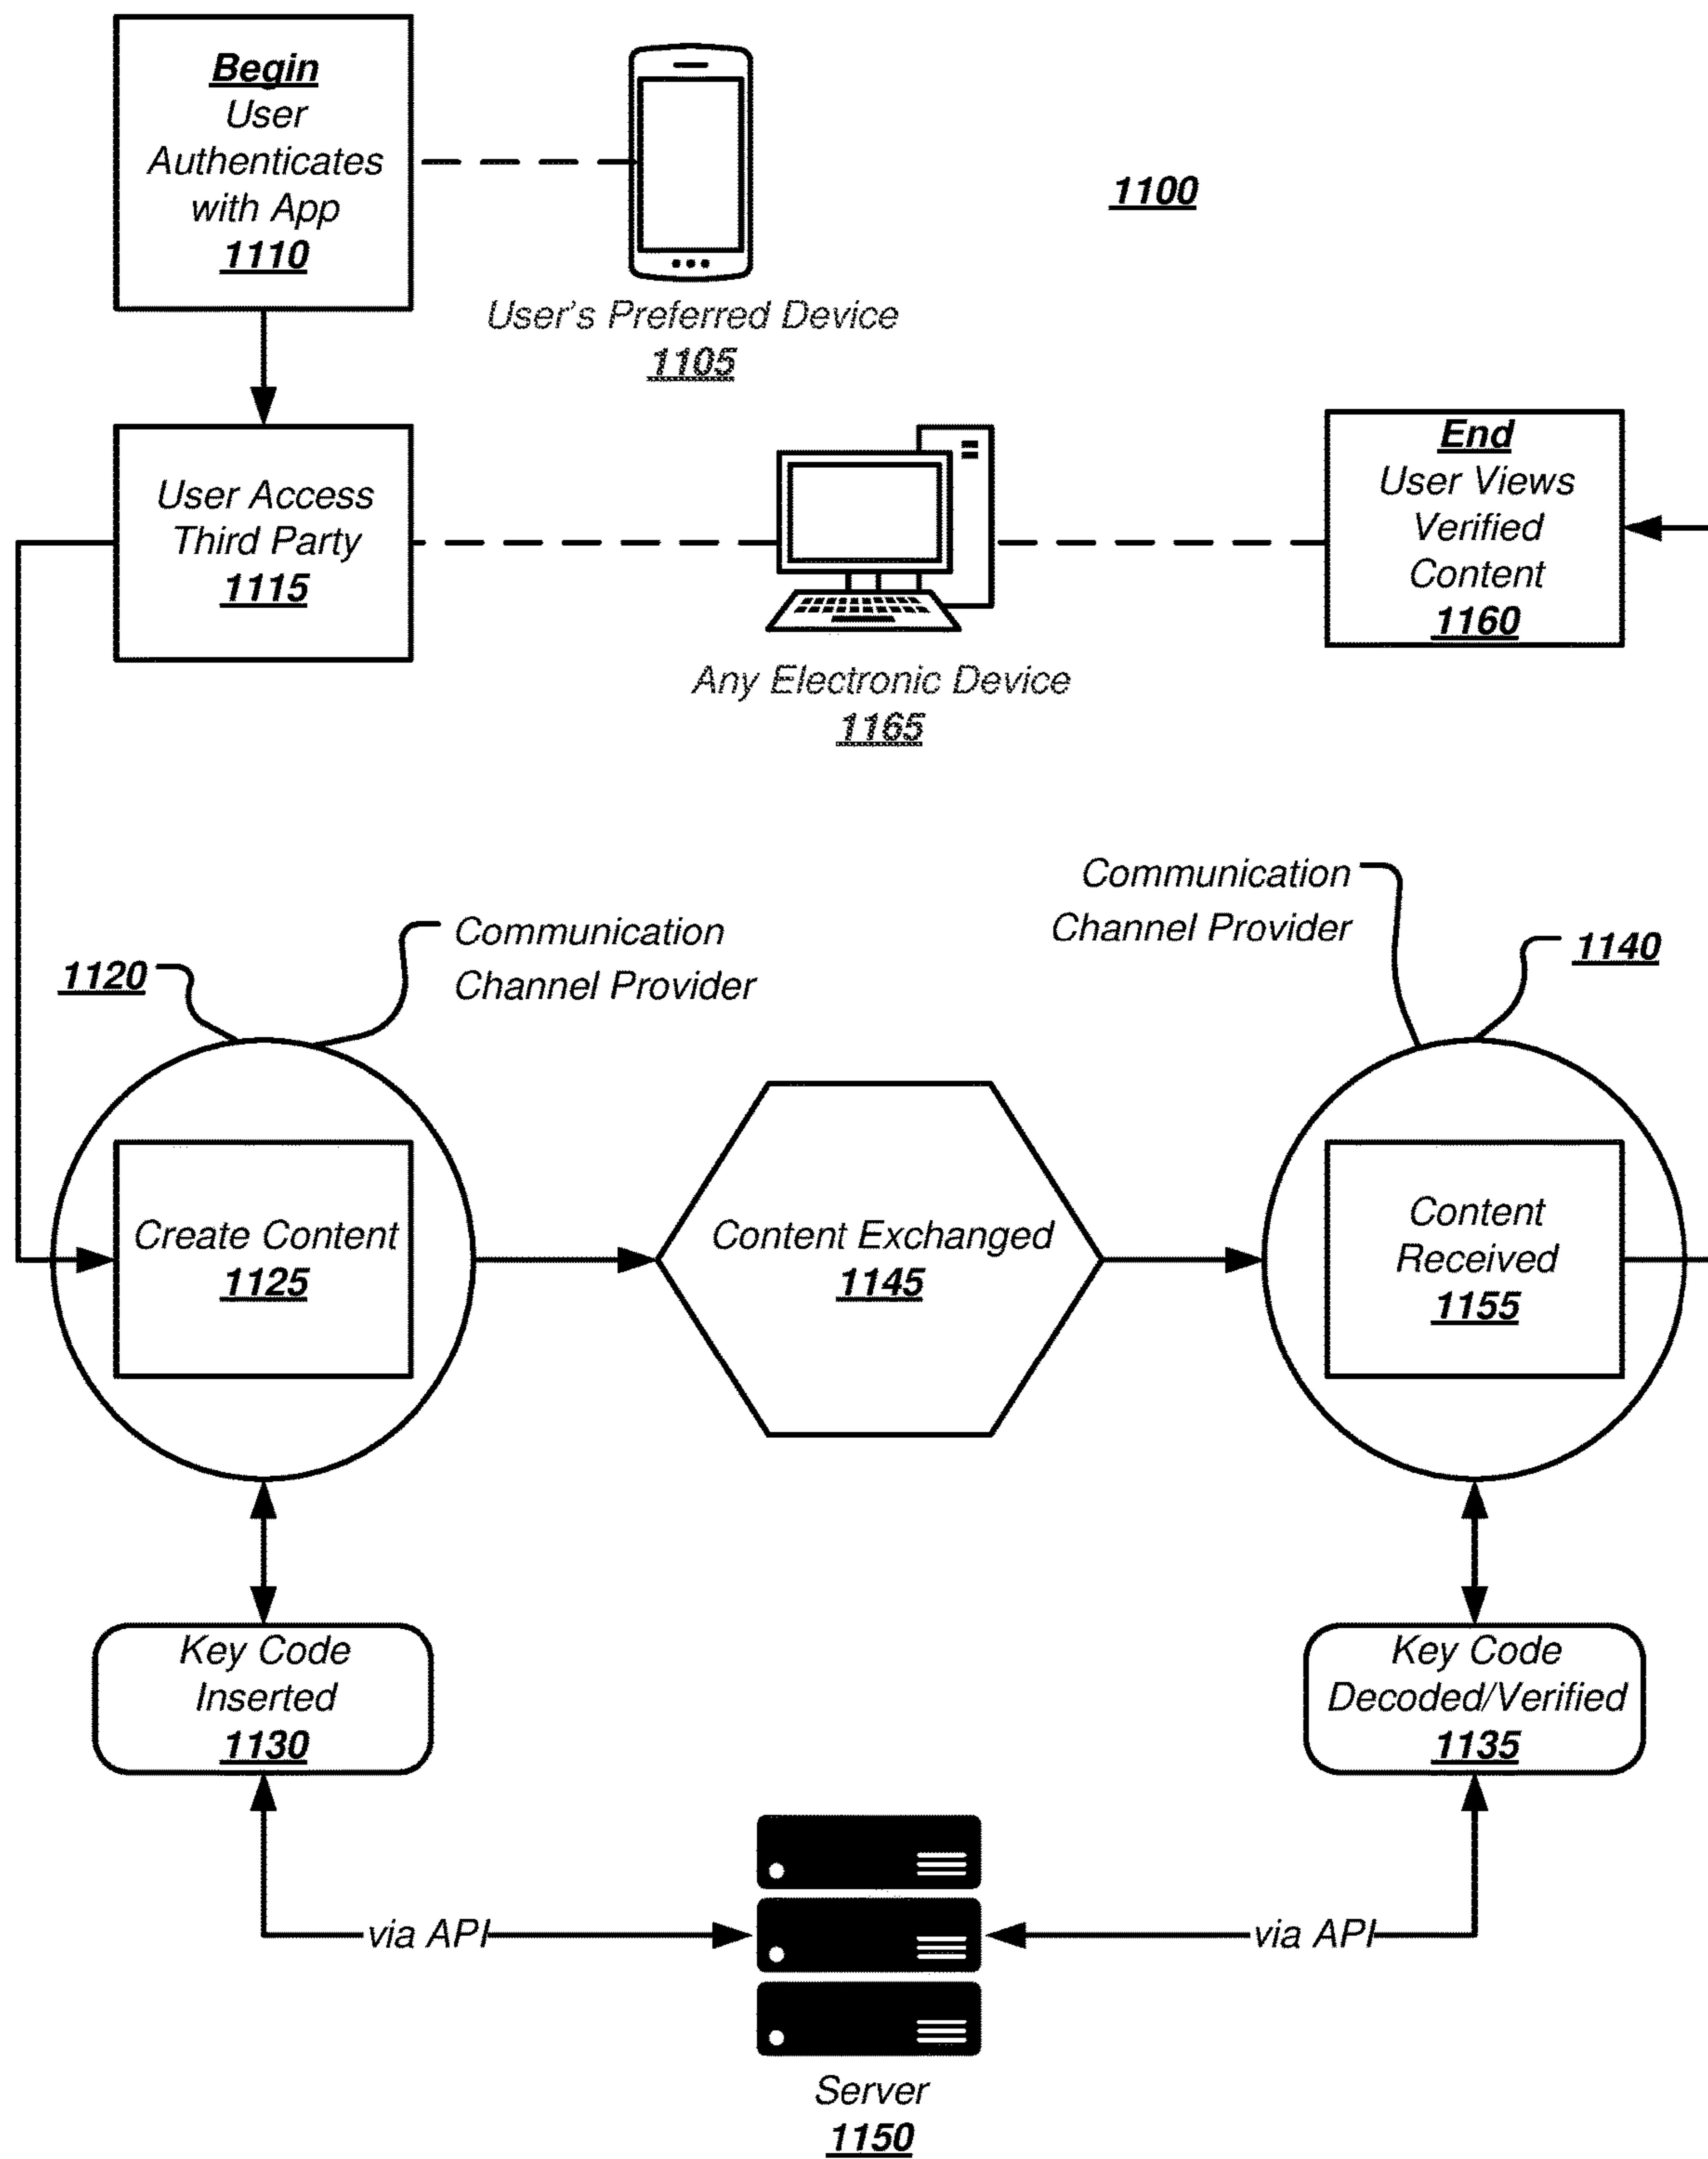 Begin
User
Authenticates
with App
1110
1100
User's Preferred Device
1105
User Access
Third Party
1115
End
User Views
Verified
Content
1160
Any Electronic Device
1165
1120
Communication
Channel Provider
Communication
Channel Provider
1140
Create Content
1125
Content Exchanged
1145
Content
Received
1155
Key Code
Inserted
1130
Key Code
Decoded/Verified
1135
via API
via API
Server
1150